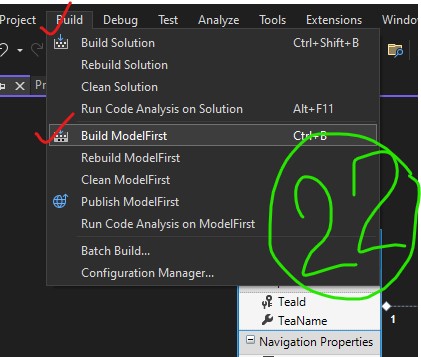 Project Build Debug Test Analyze Tools Extensions Window
Build Solution Ctrl+Shift+B
Rebuild Solution
Clean Solution
Pr
Run Code Analysis on Solution Alt+F11
Build ModelFirst Ctrl+B
Rebuild ModelFirst
Clean ModelFirst
Publish ModelFirst
Run Code Analysis on ModelFirst
22
Batch Build...
Configuration Manager...
TeaId
TeaName
1
Navigation Properties